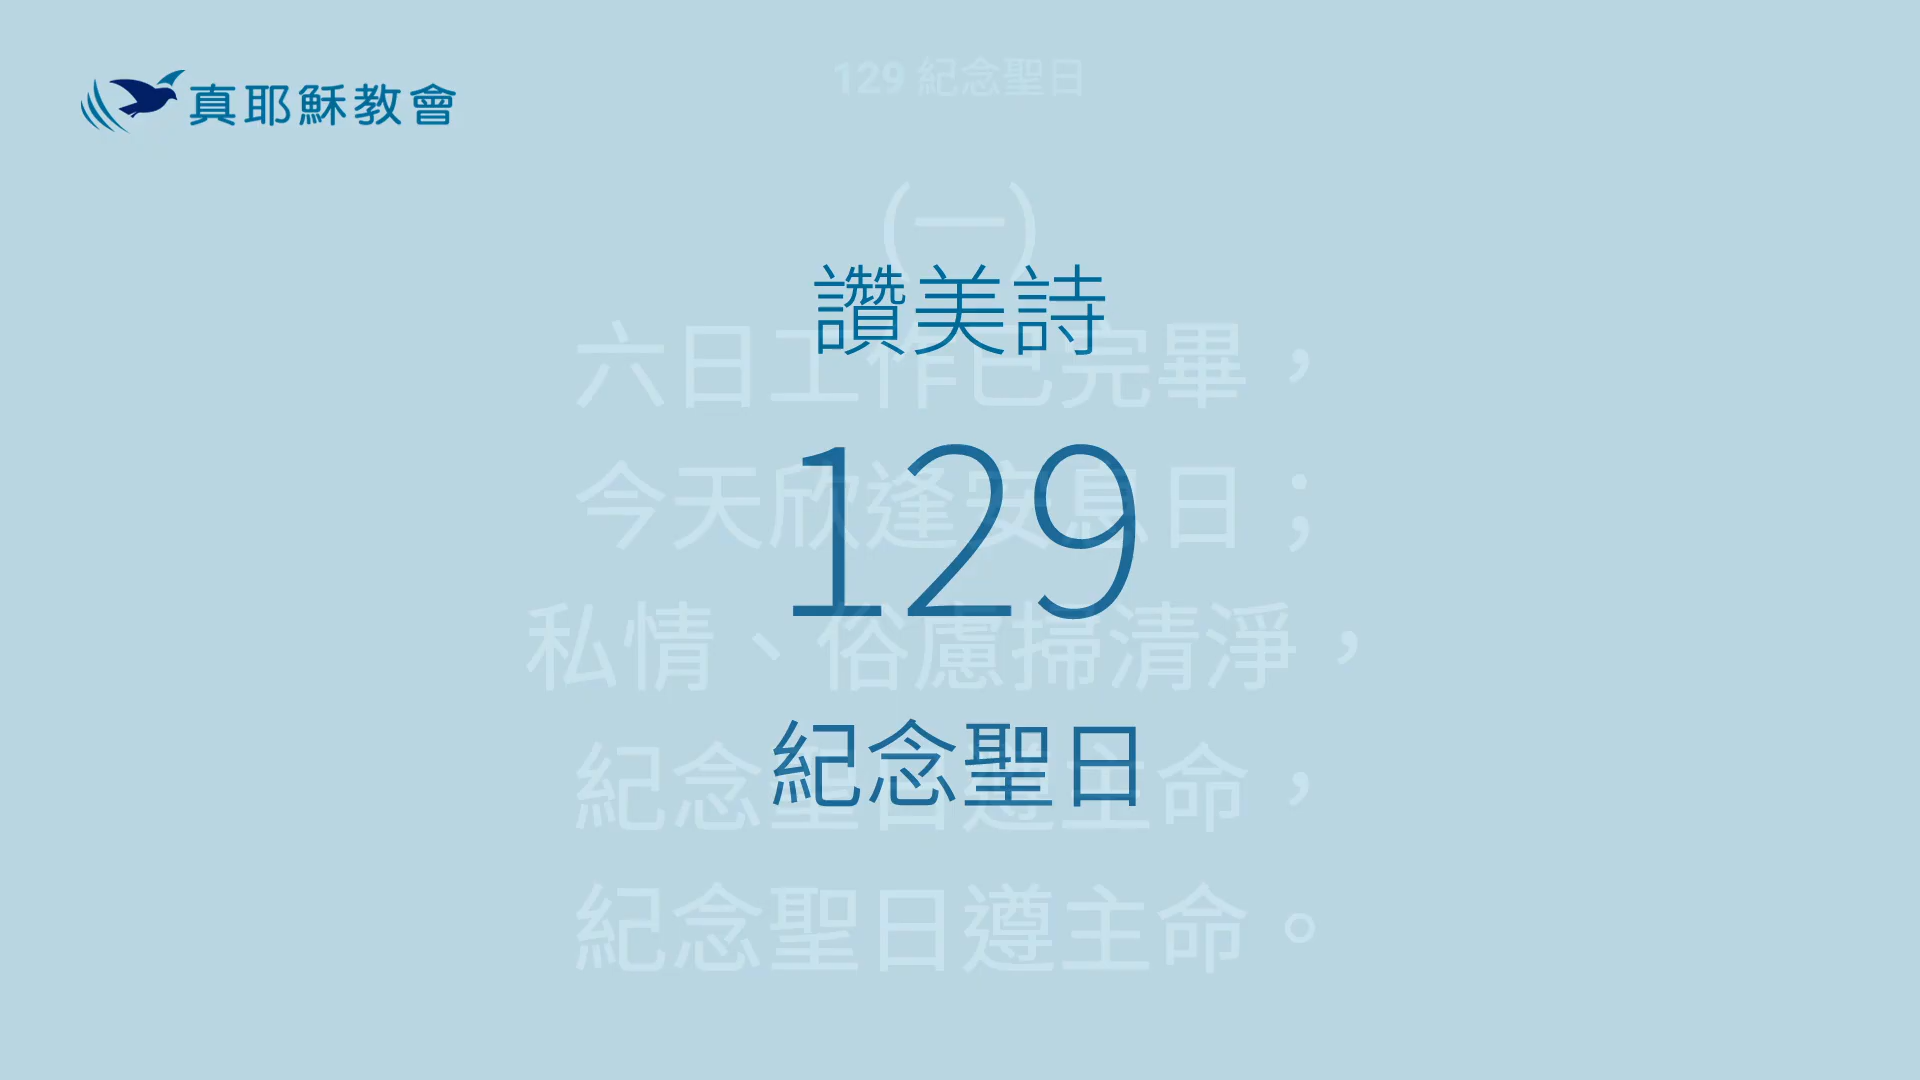 129 紀念聖日
真耶穌教會
(一)
讚美詩
六日工作已完畢，
129
今天欣逢安息日；
私情、俗慮掃清淨，
紀念聖日
紀念聖日遵主命，
紀念聖日遵主命。